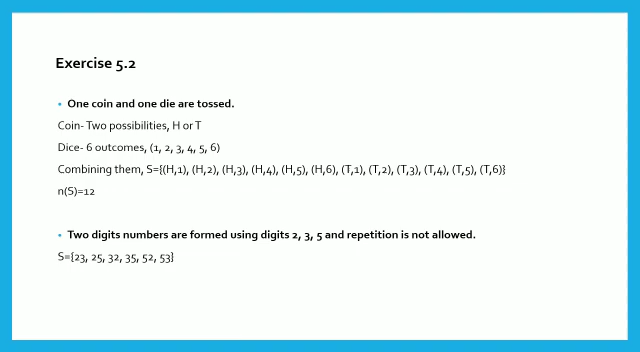 Exercise 5.2
• One coin and one die are tossed.
Coin- Two possibilities, H or T
Dice- 6 outcomes, (1, 2, 3, 4, 5, 6)
Combining them, S={(H,1), (H,2), (H,3), (H,4), (H,5), (H,6), (T,1), (T,2), (T,3), (T,4), (T,5), (T,6)}
n(S)=12
• Two digits numbers are formed using digits 2, 3, 5 and repetition is not allowed.
S={23, 25, 32, 35, 52, 53}